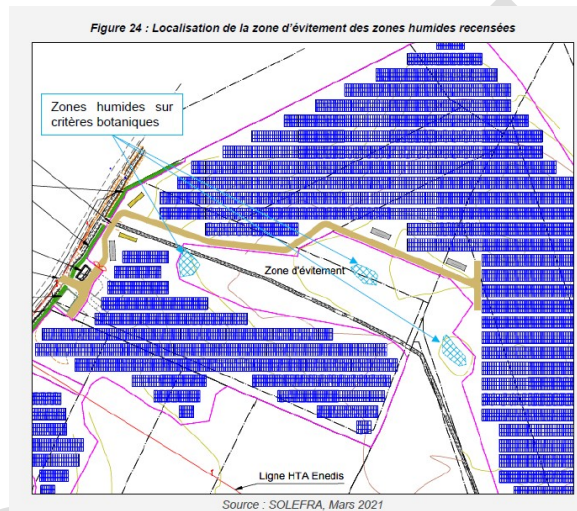 Figure 24 : Localisation de la zone d'évitement des zones humides recensées
Zones humides sur
critères botaniques
Zone d'évitement
Ligne HTA Enedis
Source : SOLEFRA, Mars 2021